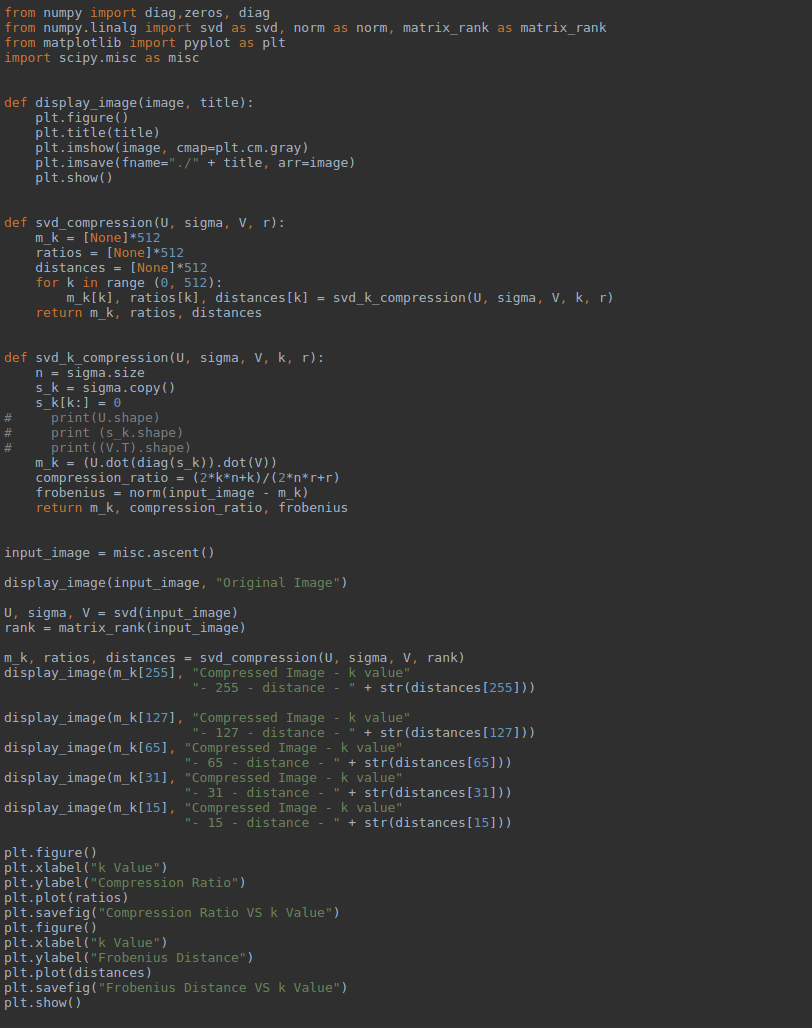 from numpy import diag,zeros, diag
from numpy.linalg import svd as svd, norm as norm, matrix_rank as matrix_rank
from matplotlib import pyplot as plt
import scipy.misc as misc


def display_image(image, title):
    plt.figure()
    plt.title(title)
    plt.imshow(image, cmap=plt.cm.gray)
    plt.imsave(fname="./" + title, arr=image)
    plt.show()


def svd_compression(U, sigma, V, r):
    m_k = [None]*512
    ratios = [None]*512
    distances = [None]*512
    for k in range (0, 512):
        m_k[k], ratios[k], distances[k] = svd_k_compression(U, sigma, V, k, r)
    return m_k, ratios, distances


def svd_k_compression(U, sigma, V, k, r):
    n = sigma.size
    s_k = sigma.copy()
    s_k[k:] = 0
#     print(U.shape)
#     print (s_k.shape)
#     print((V.T).shape)
    m_k = (U.dot(diag(s_k)).dot(V))
    compression_ratio = (2*k*n+k)/(2*n*r+r)
    frobenius = norm(input_image - m_k)
    return m_k, compression_ratio, frobenius


input_image = misc.ascent()

display_image(input_image, "Original Image")

U, sigma, V = svd(input_image)
rank = matrix_rank(input_image)

m_k, ratios, distances = svd_compression(U, sigma, V, rank)
display_image(m_k[255], "Compressed Image - k value"
                        "- 255 - distance - " + str(distances[255]))

display_image(m_k[127], "Compressed Image - k value"
                        "- 127 - distance - " + str(distances[127]))
display_image(m_k[65], "Compressed Image - k value"
                       "- 65 - distance - " + str(distances[65]))
display_image(m_k[31], "Compressed Image - k value"
                       "- 31 - distance - " + str(distances[31]))
display_image(m_k[15], "Compressed Image - k value"
                       "- 15 - distance - " + str(distances[15]))

plt.figure()
plt.xlabel("k Value")
plt.ylabel("Compression Ratio")
plt.plot(ratios)
plt.savefig("Compression Ratio VS k Value")
plt.figure()
plt.xlabel("k Value")
plt.ylabel("Frobenius Distance")
plt.plot(distances)
plt.savefig("Frobenius Distance VS k Value")
plt.show()